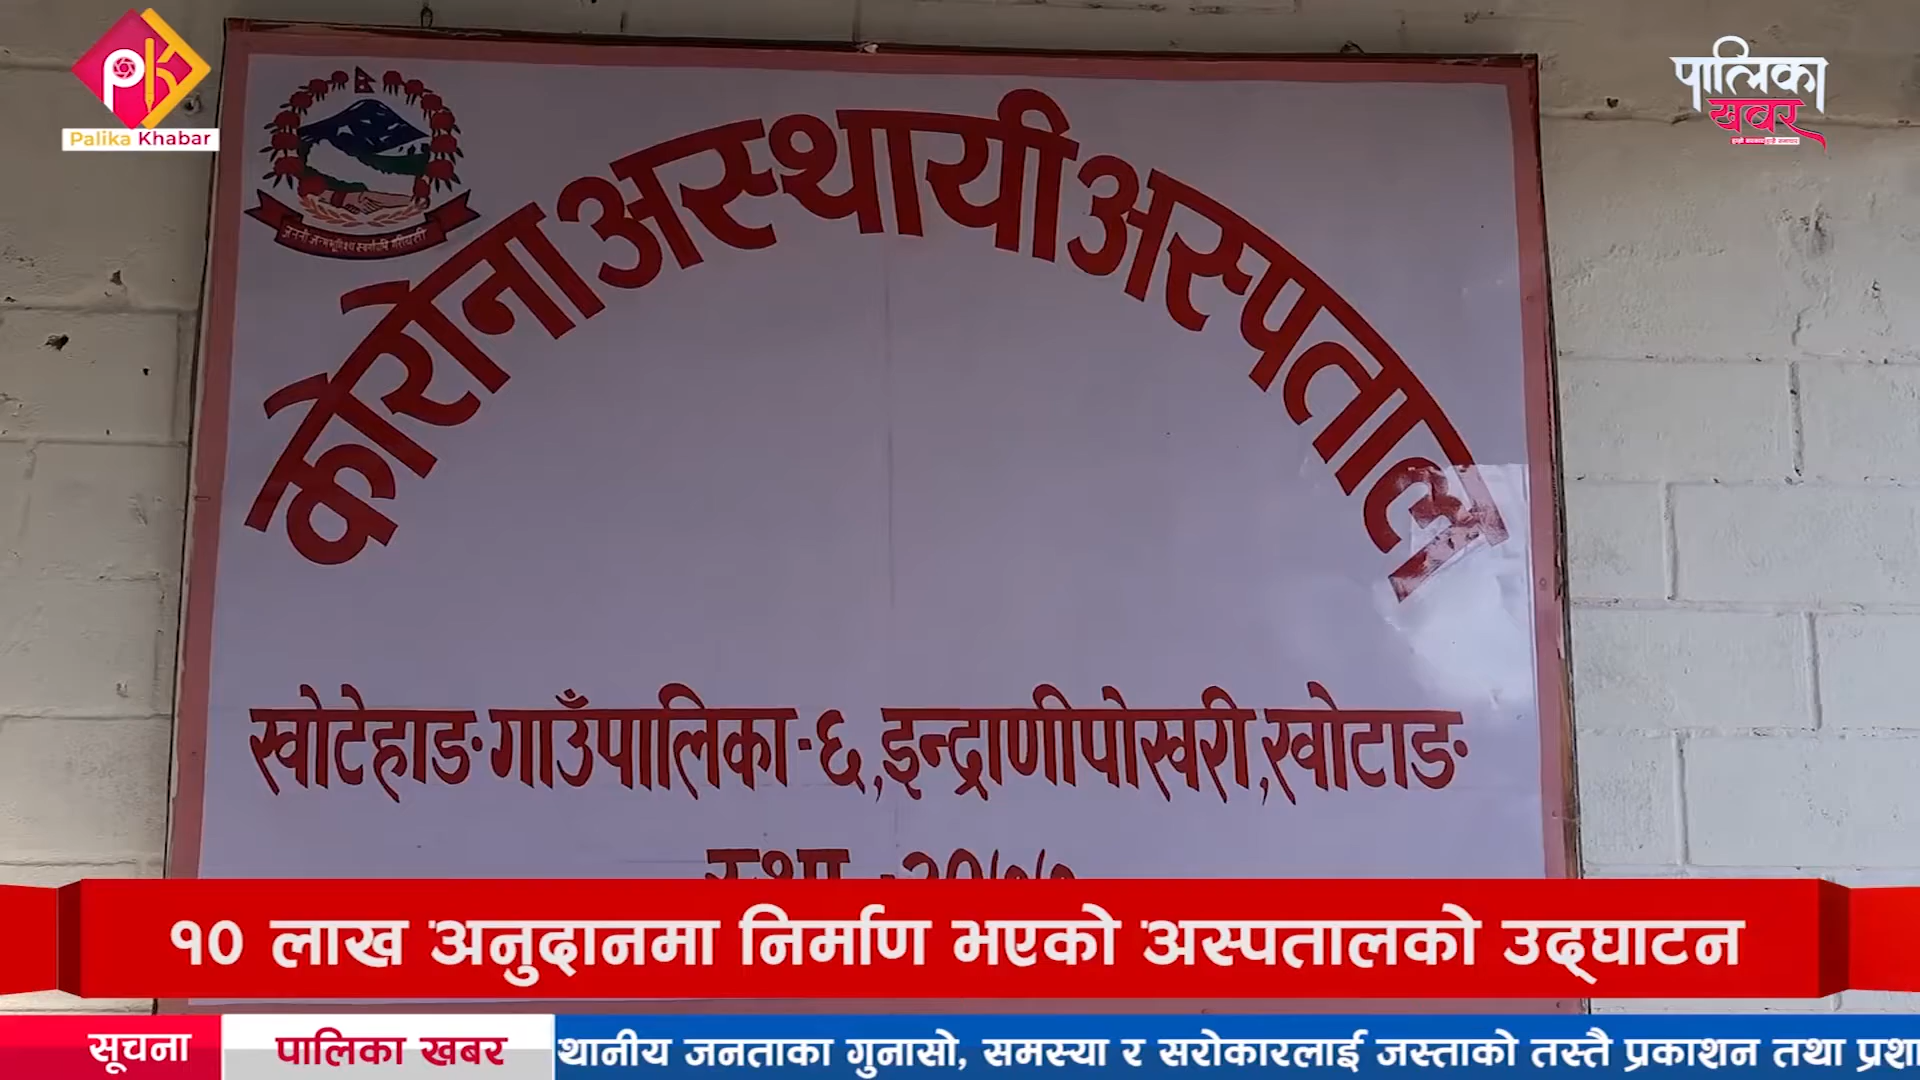 PK
Palika Khabar
पालिका
खबर
कोरोना अस्थायी अस्पताल
खोटेहाङ गाउँपालिका-६, इन्द्राणीपोखरी, खोटाङ
१० लाख अनुदानमा निर्माण भएको अस्पतालको उद्घाटन
सूचना
पालिका खबर
थानीय जनताका गुनासो, समस्या र सरोकारलाई जस्ताको तस्तै प्रकाशन तथा प्रशा